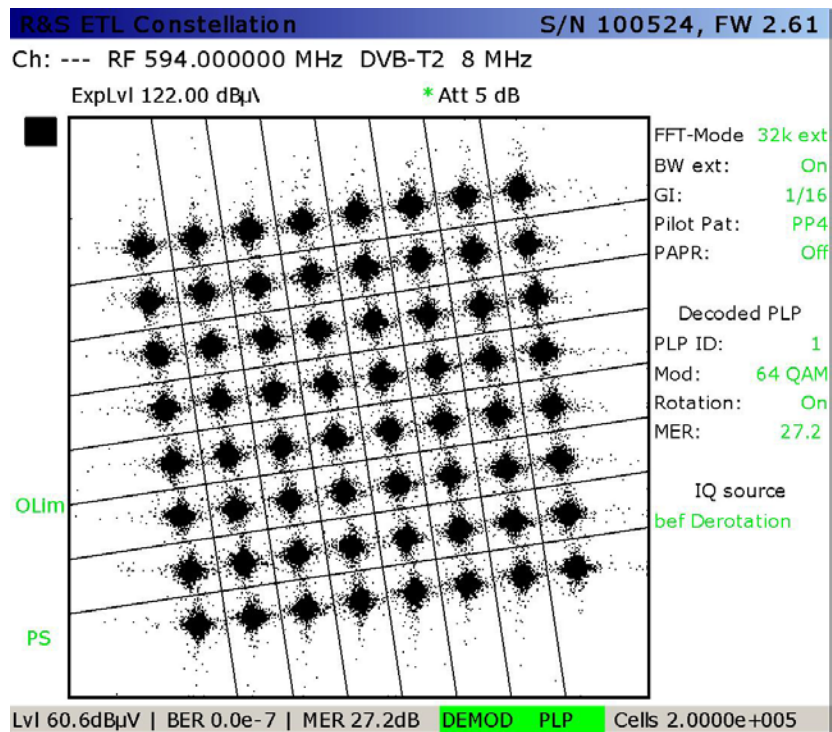 R&S ETL Constellation S/N 100524, FW 2.61
Ch: --- RF 594.000000 MHz DVB-T2 8 MHz
ExpLvl 122.00 dBµV * Att 5 dB
FFT-Mode 32k ext
BW ext: On
GI: 1/16
Pilot Pat: PP4
PAPR: Off
Decoded PLP
PLP ID: 1
Mod: 64 QAM
Rotation: On
MER: 27.2
IQ source
bef Derotation
OLim
PS
Lvl 60.6dBµV | BER 0.0e-7 | MER 27.2dB DEMOD PLP Cells 2.0000e+005